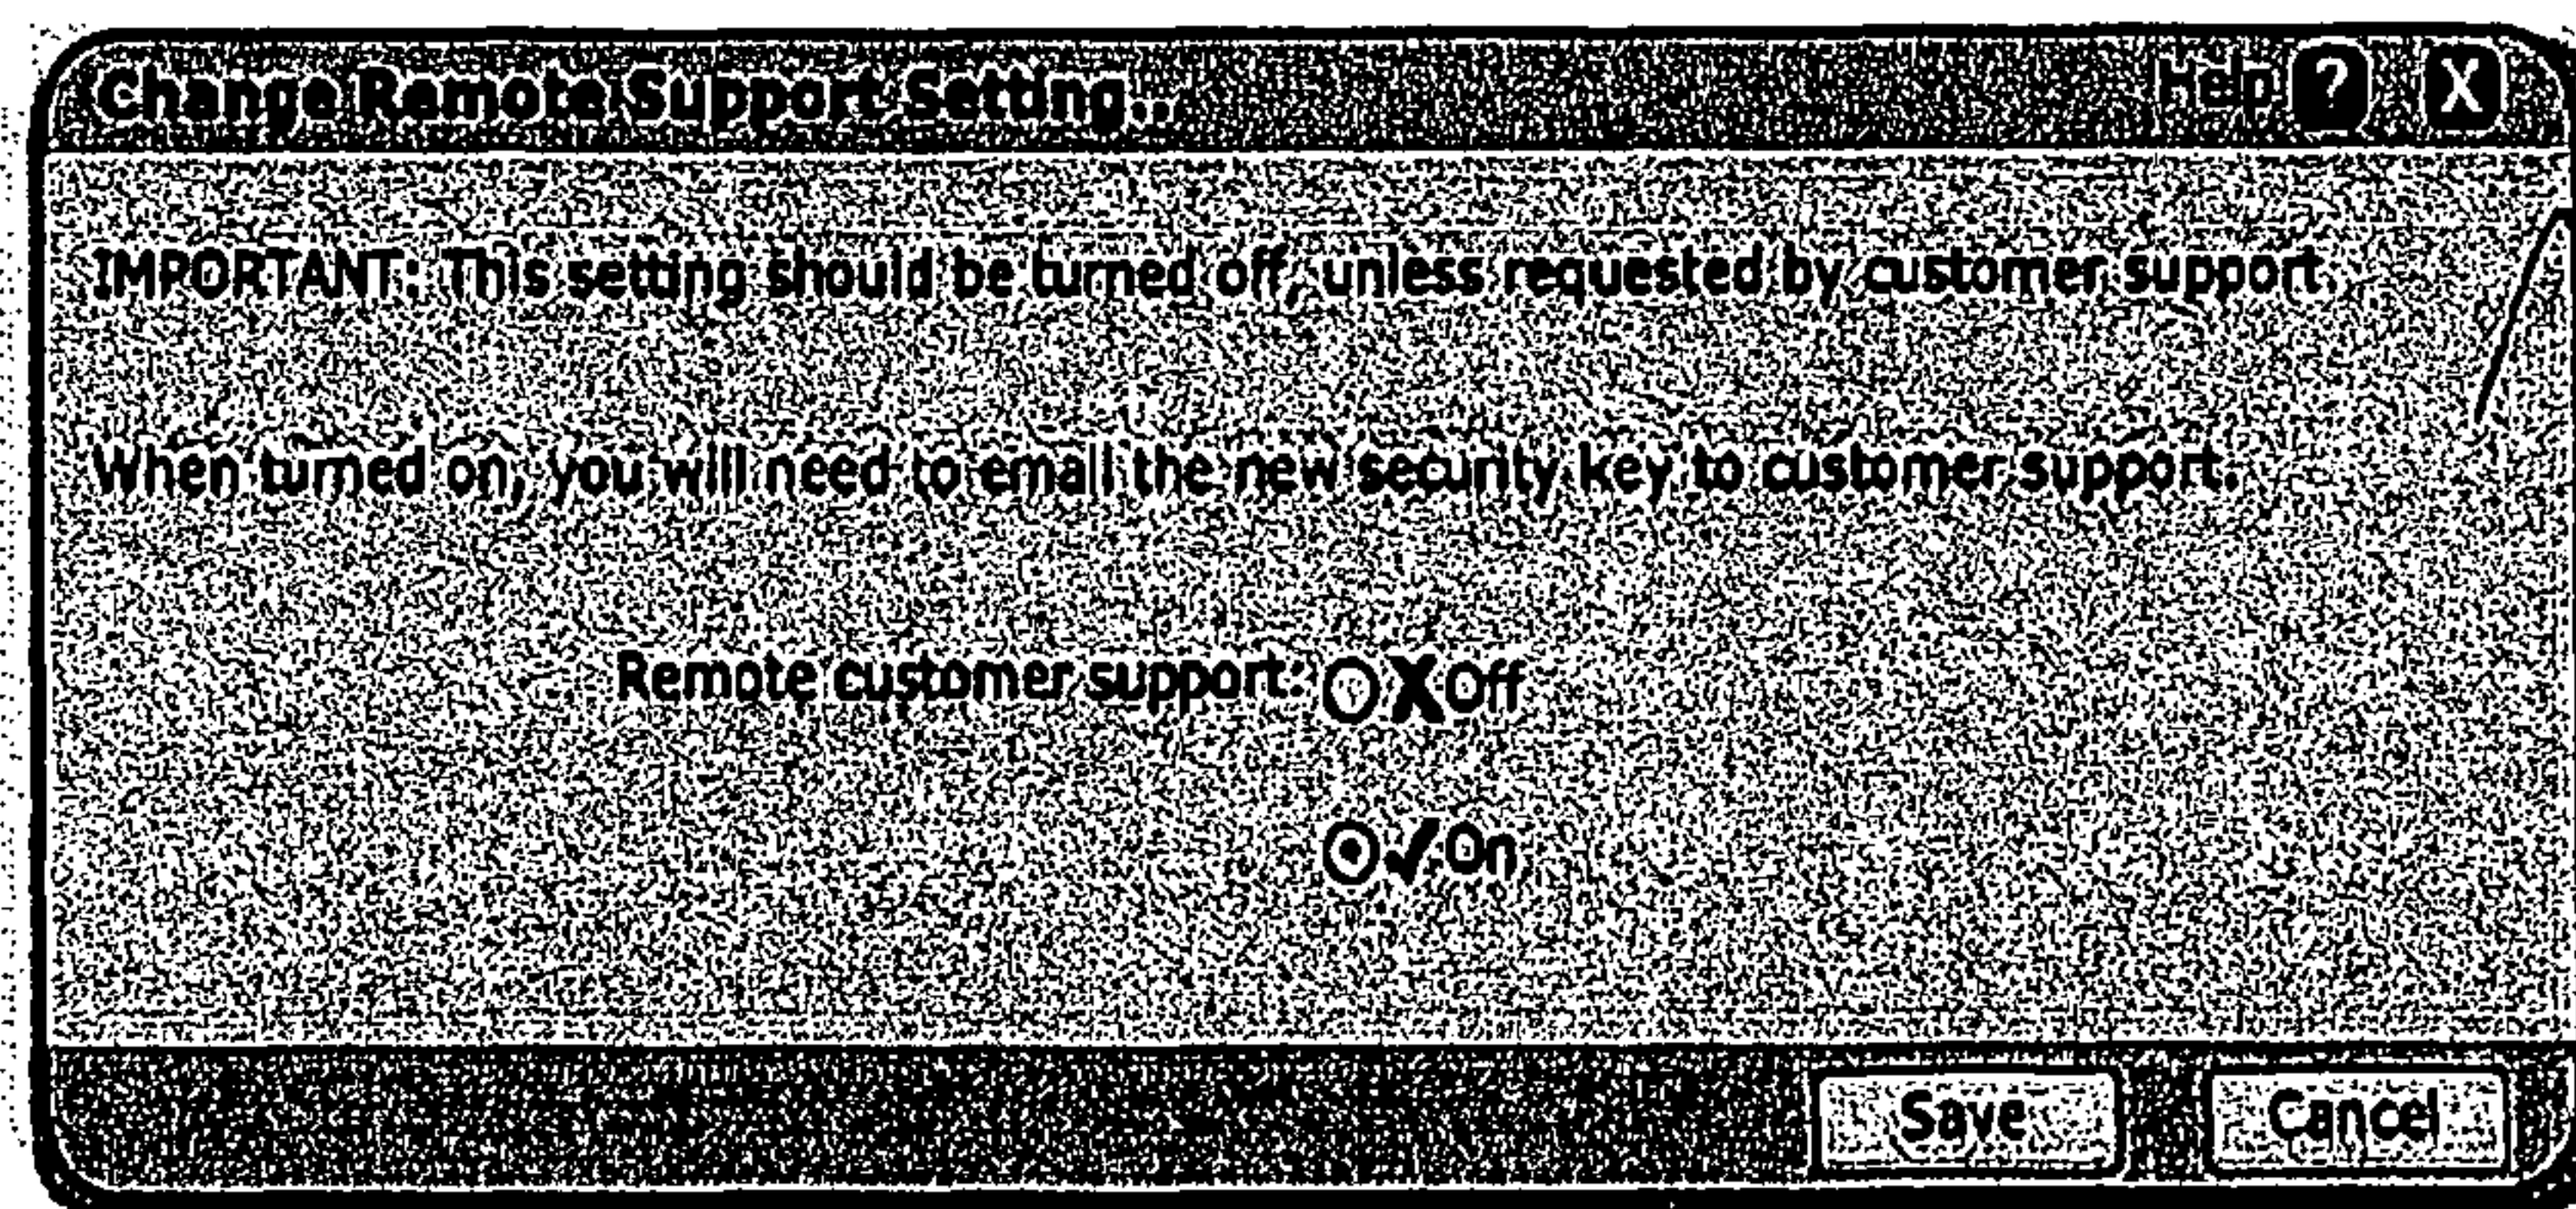 Change Remote Support Setting.. Help ? X
IMPORTANT: This setting should be turned off, unless requested by customer support.
When turned on, you will need to email the new security key to customer support.
Remote customer support: X Off
✓ On
Save Cancel